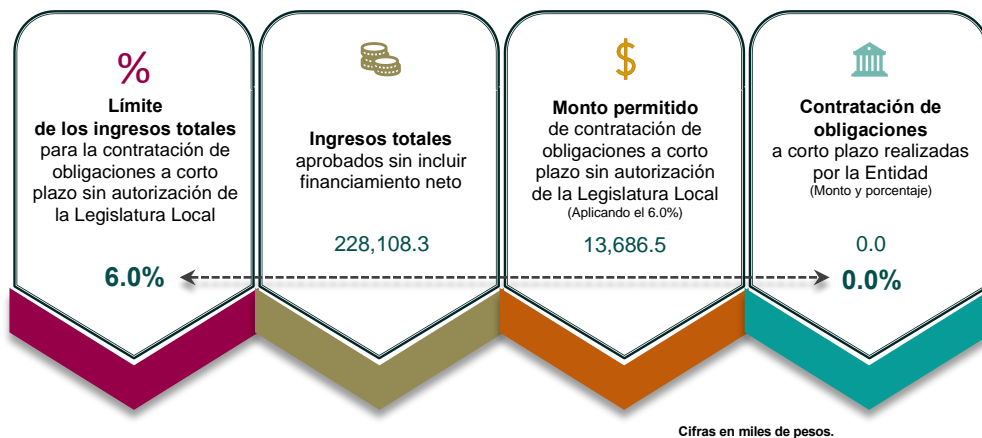 %
Límite
de los ingresos totales
para la contratación de
obligaciones a corto
plazo sin autorización de
la Legislatura Local
6.0%
Ingresos totales
aprobados sin incluir
financiamiento neto
228,108.3
$
Monto permitido
de contratación de
obligaciones a corto
plazo sin autorización
de la Legislatura Local
(Aplicando el 6.0%)
13,686.5
Contratación de
obligaciones
a corto plazo realizadas
por la Entidad
(Monto y porcentaje)
0.0
0.0%
Cifras en miles de pesos.